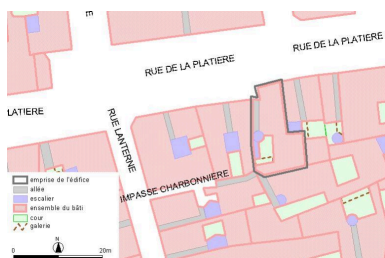 RUE DE LA PLATIERE
RUE DE LA PLATIERE
LATIERE
RUE LANTERNE
IMPASSE CHARBONNIERE
emprise de l'édifice
allée
escalier
ensemble du bâti
cour
galerie
N
0 20m